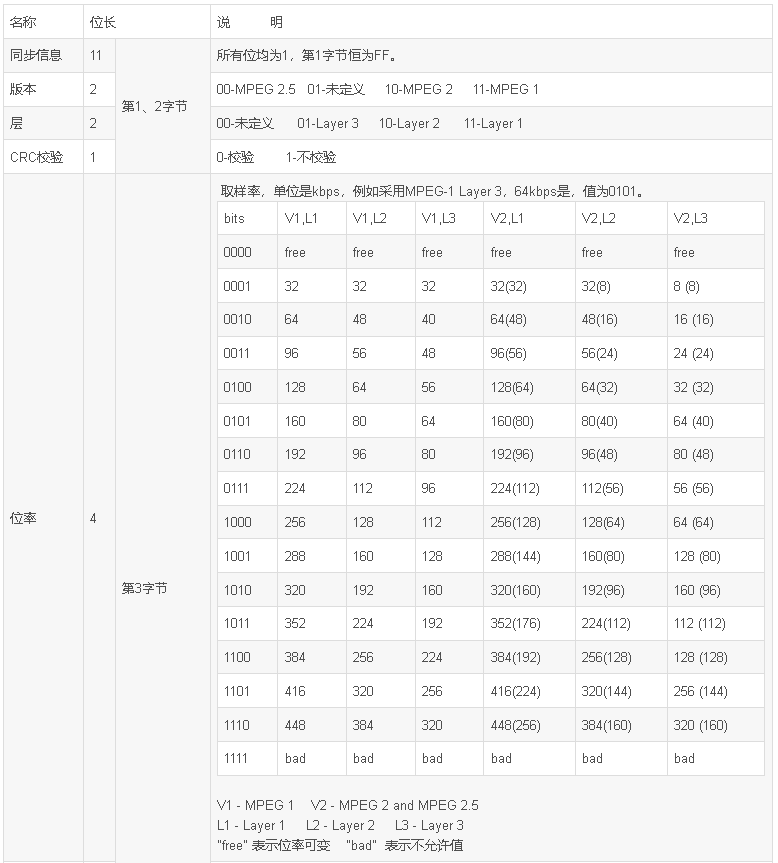 名称 位长 说 明
同步信息 11 第1、2字节 所有位均为1，第1字节恒为FF。
版本 2 00-MPEG 2.5 01-未定义 10-MPEG 2 11-MPEG 1
层 2 00-未定义 01-Layer 3 10-Layer 2 11-Layer 1
CRC校验 1 0-校验 1-不校验
位率 4 第3字节
取样率，单位是kbps，例如采用MPEG-1 Layer 3，64kbps是，值为0101。
bits V1,L1 V1,L2 V1,L3 V2,L1 V2,L2 V2,L3
0000 free free free free free free
0001 32 32 32 32(32) 32(8) 8 (8)
0010 64 48 40 64(48) 48(16) 16 (16)
0011 96 56 48 96(56) 56(24) 24 (24)
0100 128 64 56 128(64) 64(32) 32 (32)
0101 160 80 64 160(80) 80(40) 64 (40)
0110 192 96 80 192(96) 96(48) 80 (48)
0111 224 112 96 224(112) 112(56) 56 (56)
1000 256 128 112 256(128) 128(64) 64 (64)
1001 288 160 128 288(144) 160(80) 128 (80)
1010 320 192 160 320(160) 192(96) 160 (96)
1011 352 224 192 352(176) 224(112) 112 (112)
1100 384 256 224 384(192) 256(128) 128 (128)
1101 416 320 256 416(224) 320(144) 256 (144)
1110 448 384 320 448(256) 384(160) 320 (160)
1111 bad bad bad bad bad bad
V1 - MPEG 1 V2 - MPEG 2 and MPEG 2.5
L1 - Layer 1 L2 - Layer 2 L3 - Layer 3
"free" 表示位率可变 "bad" 表示不允许值